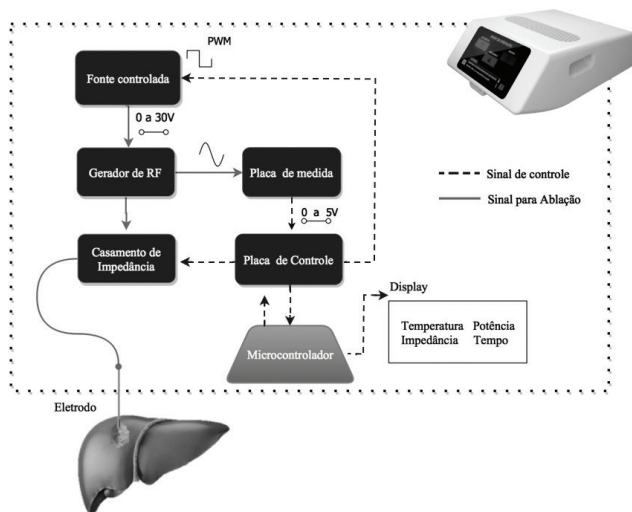 PWM
Fonte controlada
0 a 30V
Gerador de RF
Placa de medida
Sinal de controle
Sinal para Ablação
0 a 5V
Casamento de
Impedância
Placa de Controle
Display
Temperatura Potência
Impedância Tempo
Microcontrolador
Eletrodo